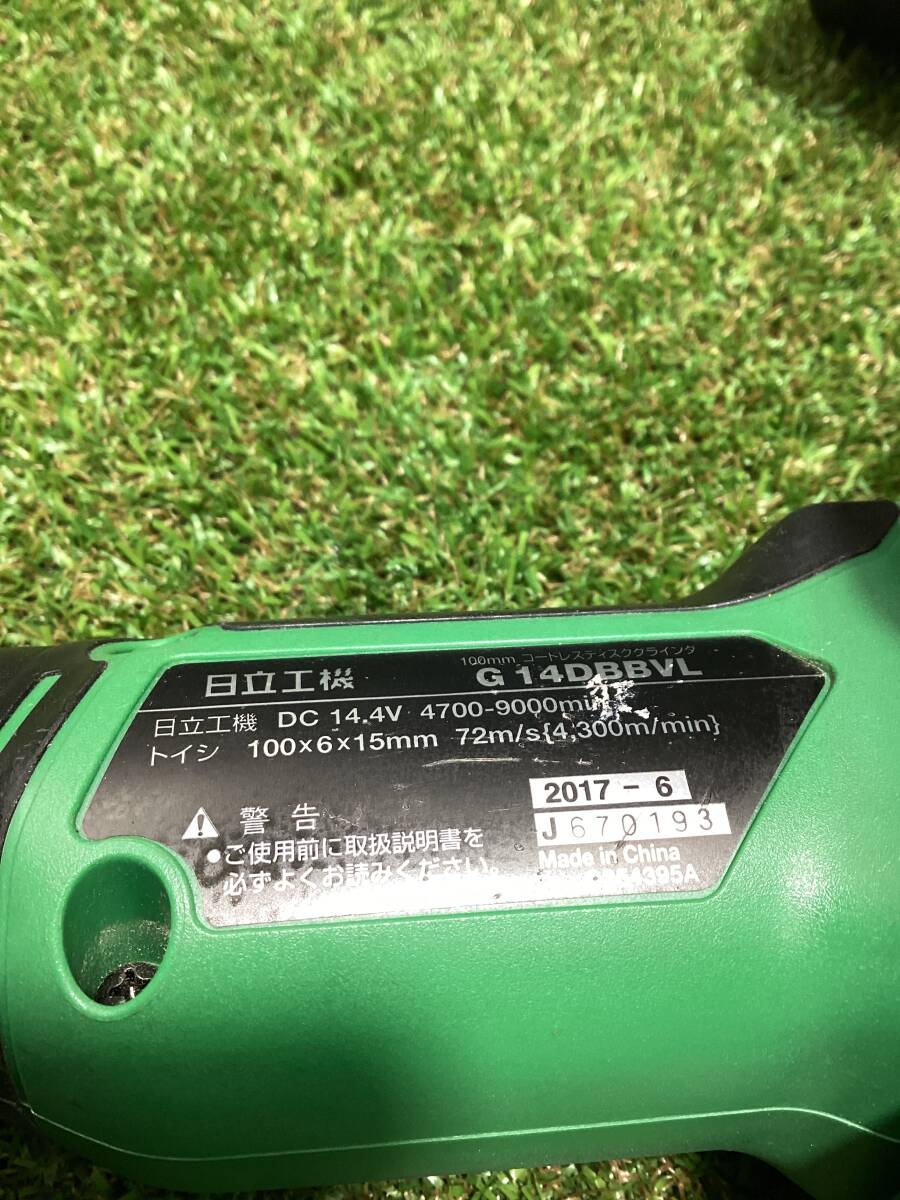 日立工機
100mm コードレスディスクグラインダ
G 14DBBVL
日立工機 DC 14.4V 4700-9000min
トイシ 100×6×15mm 72m/s{4,300m/min}
警告
●ご使用前に取扱説明書を
必ずよくお読みください。
2017 - 6
J670193
Made in China